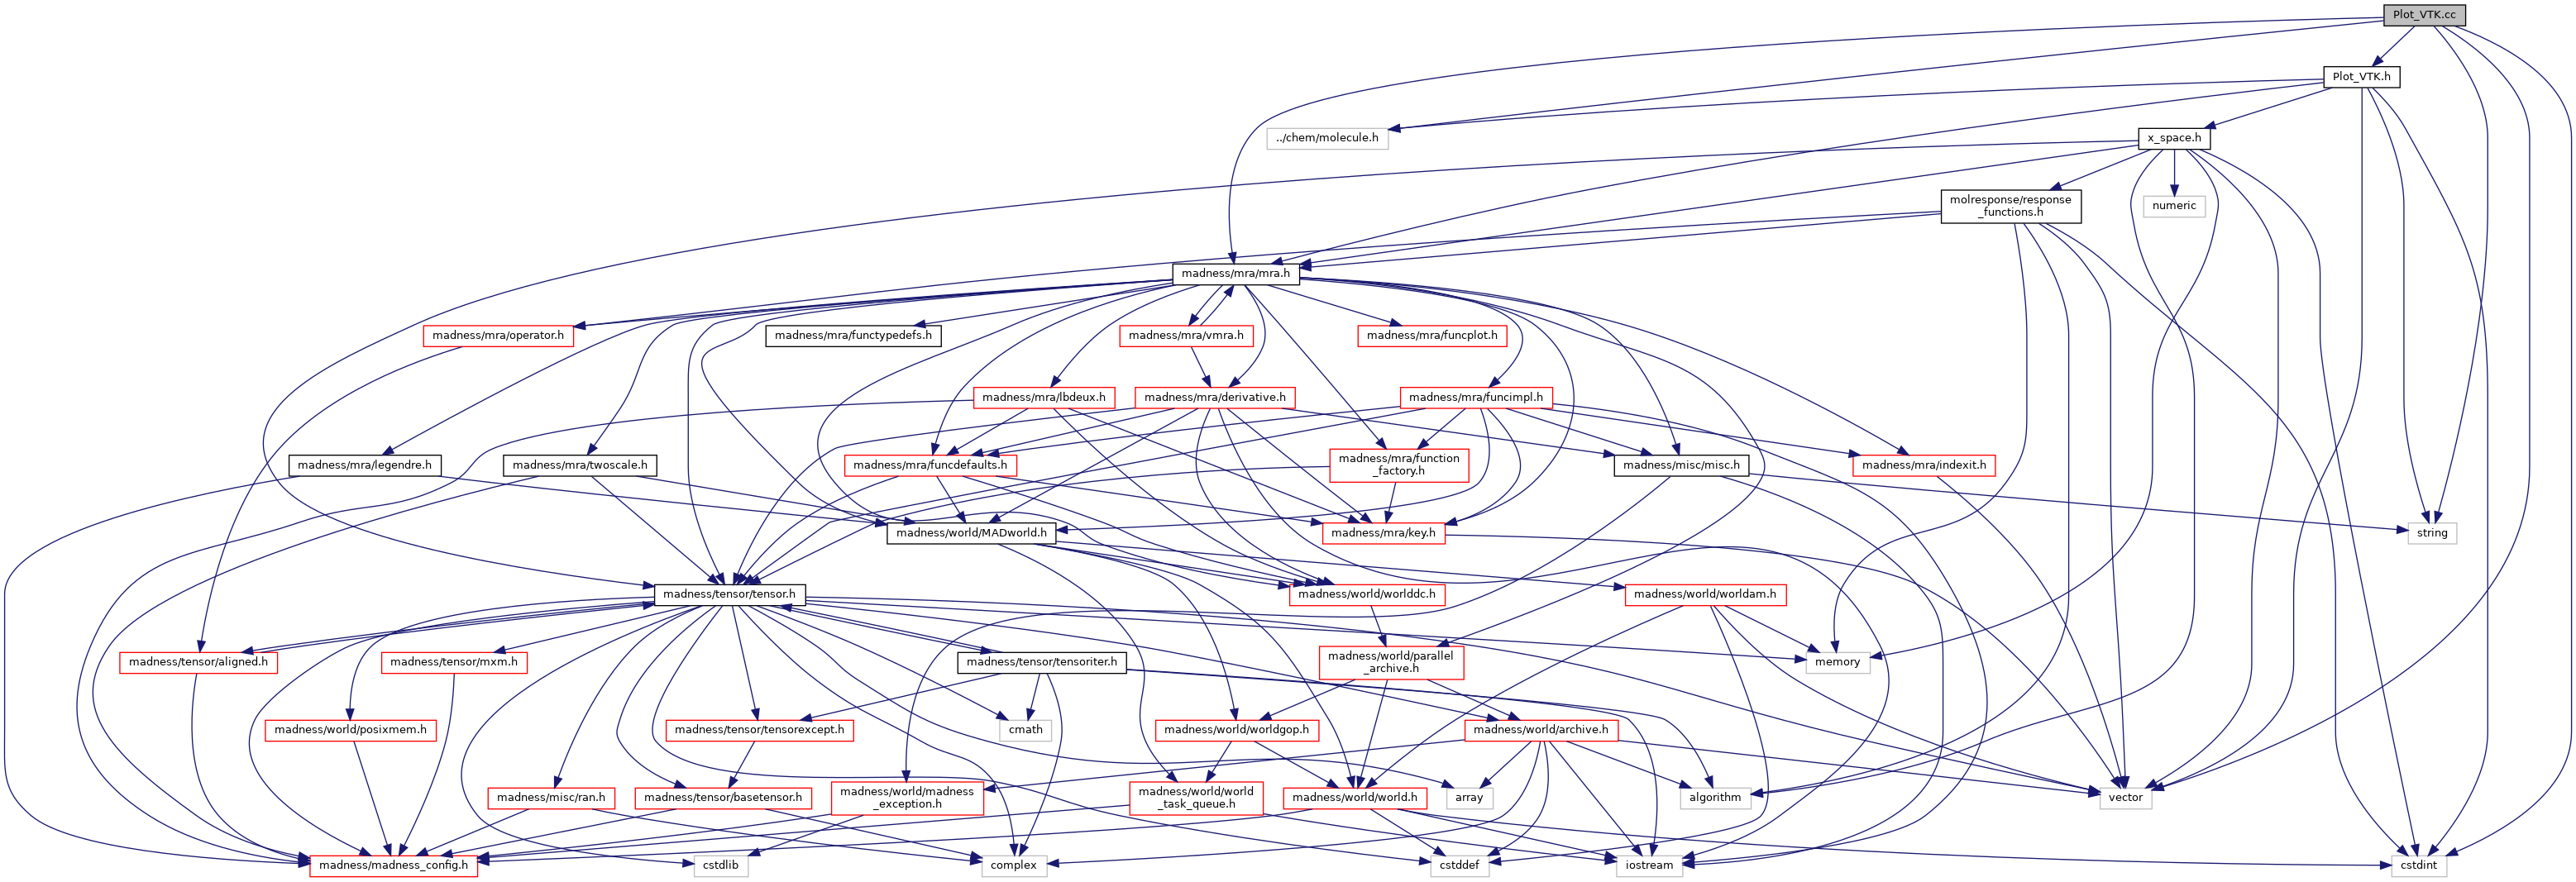 Plot_VTK.cc
Plot_VTK.h
../chem/molecule.h
x_space.h
molresponse/response
_functions.h
numeric
madness/mra/mra.h
madness/mra/operator.h
madness/mra/functypedefs.h
madness/mra/vmra.h
madness/mra/funcplot.h
madness/mra/lbdeux.h
madness/mra/derivative.h
madness/mra/funcimpl.h
madness/mra/legendre.h
madness/mra/twoscale.h
madness/mra/funcdefaults.h
madness/mra/function
_factory.h
madness/misc/misc.h
madness/mra/indexit.h
madness/world/MADworld.h
madness/mra/key.h
string
madness/tensor/tensor.h
madness/world/worlddc.h
madness/world/worldam.h
madness/tensor/aligned.h
madness/tensor/mxm.h
madness/tensor/tensoriter.h
madness/world/parallel
_archive.h
memory
madness/world/posixmem.h
madness/tensor/tensorexcept.h
cmath
madness/world/worldgop.h
madness/world/archive.h
madness/misc/ran.h
madness/tensor/basetensor.h
madness/world/madness
_exception.h
madness/world/world
_task_queue.h
madness/world/world.h
array
algorithm
vector
madness/madness_config.h
cstdlib
complex
cstddef
iostream
cstdint